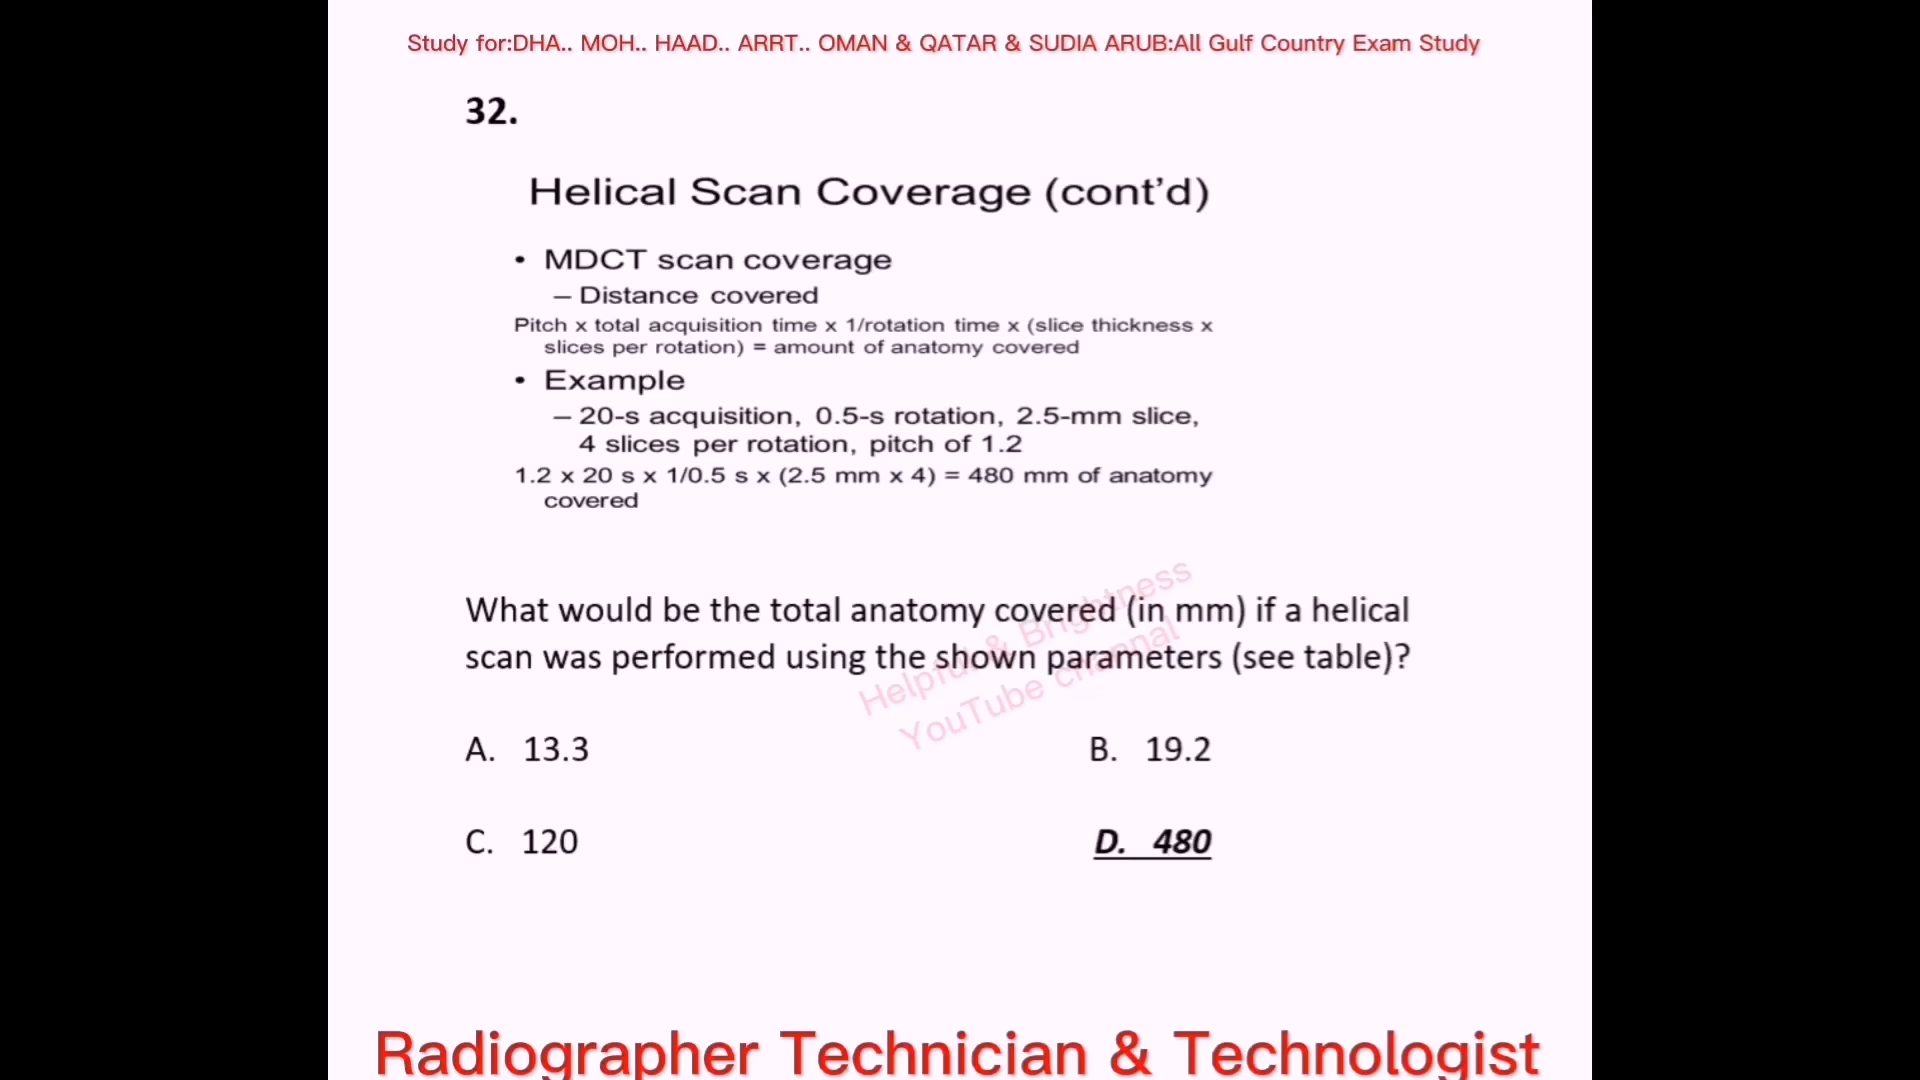 Study for:DHA.. MOH.. HAAD.. ARRT.. OMAN & QATAR & SUDIA ARUB:All Gulf Country Exam Study
32.
Helical Scan Coverage (cont'd)
• MDCT scan coverage
– Distance covered
Pitch x total acquisition time x 1/rotation time x (slice thickness x
slices per rotation) = amount of anatomy covered
• Example
– 20-s acquisition, 0.5-s rotation, 2.5-mm slice,
4 slices per rotation, pitch of 1.2
1.2 x 20 s x 1/0.5 s x (2.5 mm x 4) = 480 mm of anatomy
covered
What would be the total anatomy covered (in mm) if a helical
scan was performed using the shown parameters (see table)?
Helpful & Brightness
YouTube channal
A. 13.3
B. 19.2
C. 120
D. 480
Radiographer Technician & Technologist